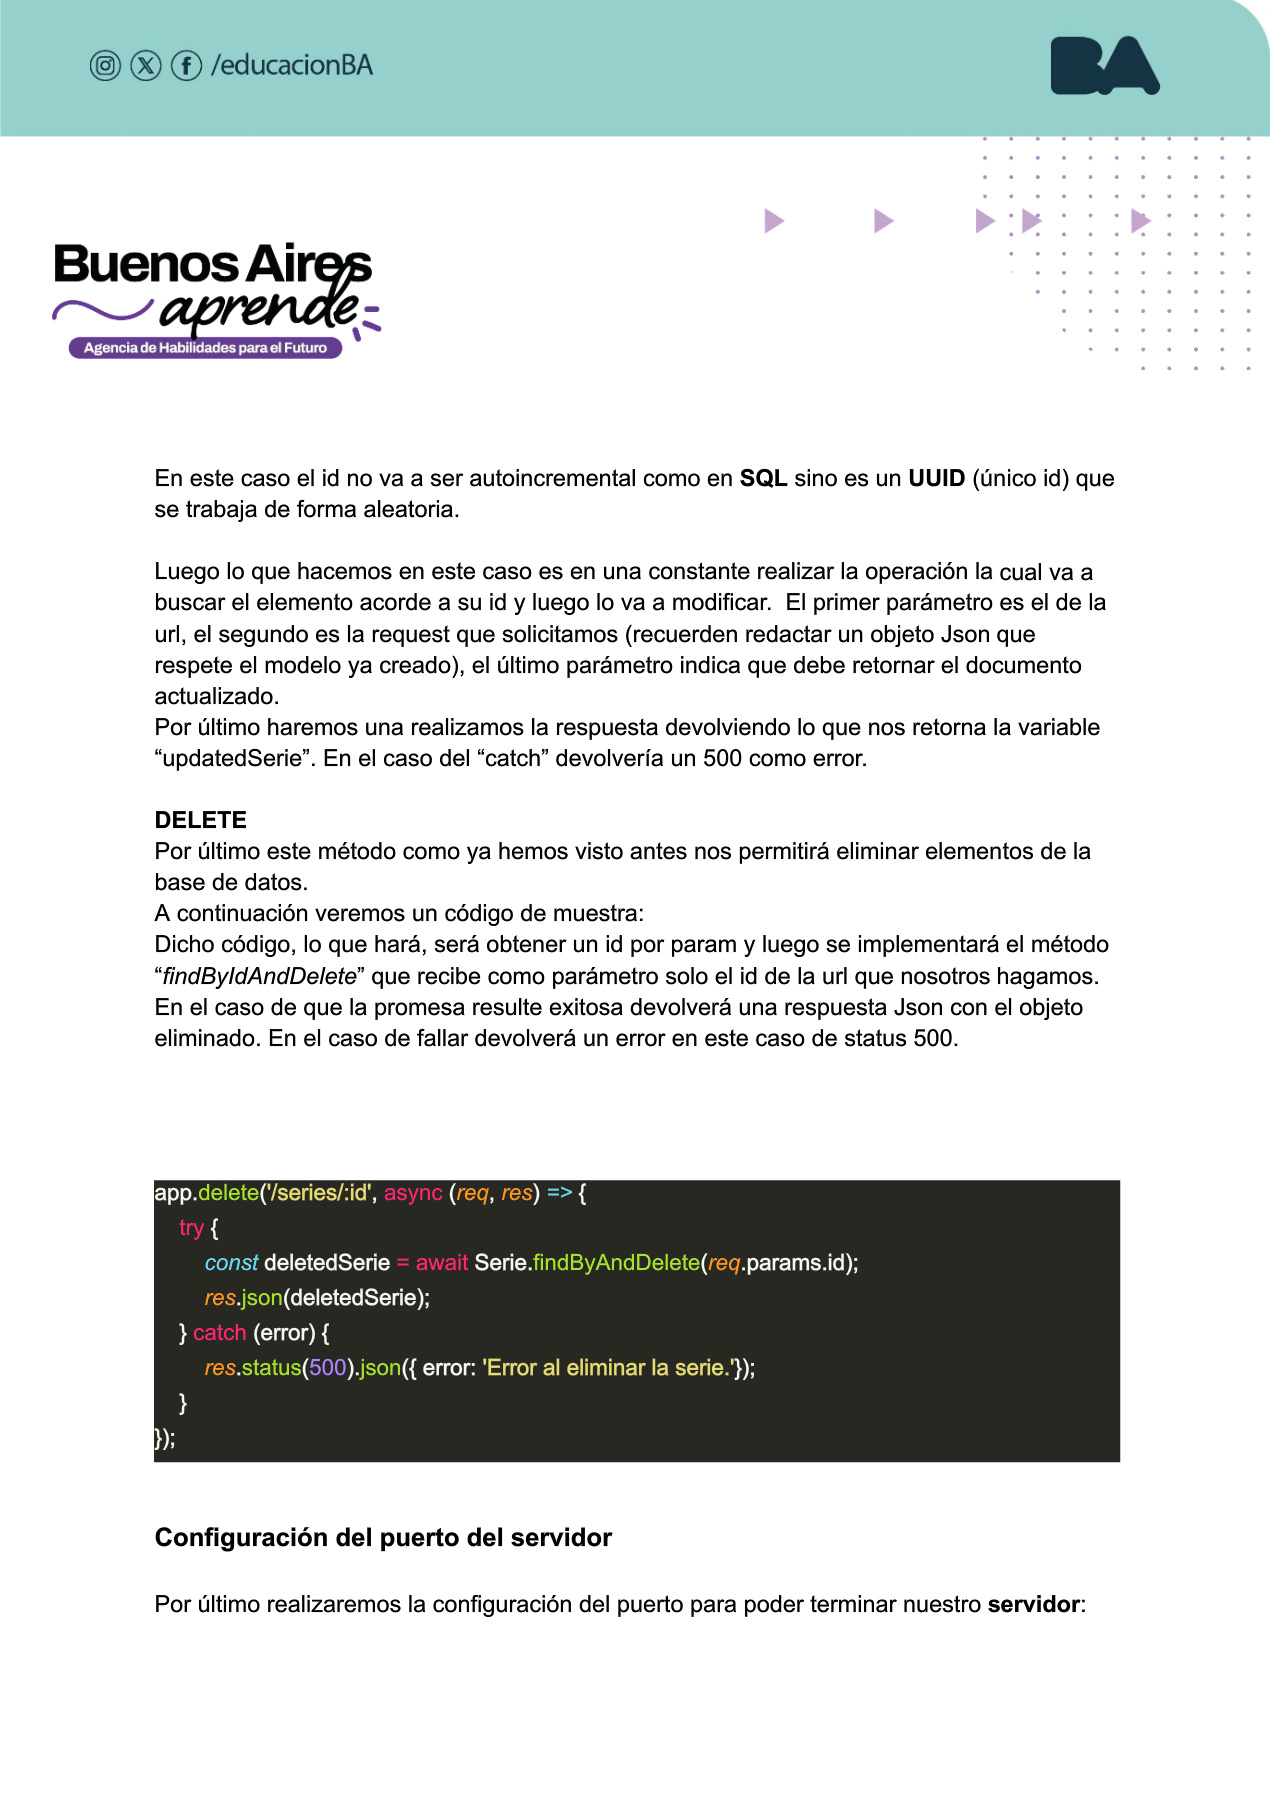 /educacionBA
BA
Buenos Aires
aprende
Agencia de Habilidades para el Futuro
En este caso el id no va a ser autoincremental como en SQL sino es un UUID (único id) que
se trabaja de forma aleatoria.
Luego lo que hacemos en este caso es en una constante realizar la operación la cual va a
buscar el elemento acorde a su id y luego lo va a modificar.  El primer parámetro es el de la
url, el segundo es la request que solicitamos (recuerden redactar un objeto Json que
respete el modelo ya creado), el último parámetro indica que debe retornar el documento
actualizado.
Por último haremos una realizamos la respuesta devolviendo lo que nos retorna la variable
“updatedSerie”. En el caso del “catch” devolvería un 500 como error.
DELETE
Por último este método como ya hemos visto antes nos permitirá eliminar elementos de la
base de datos.
A continuación veremos un código de muestra:
Dicho código, lo que hará, será obtener un id por param y luego se implementará el método
“findByIdAndDelete” que recibe como parámetro solo el id de la url que nosotros hagamos.
En el caso de que la promesa resulte exitosa devolverá una respuesta Json con el objeto
eliminado. En el caso de fallar devolverá un error en este caso de status 500.
app.delete('/series/:id', async (req, res) => {
    try {
        const deletedSerie = await Serie.findByAndDelete(req.params.id);
        res.json(deletedSerie);
    } catch (error) {
        res.status(500).json({ error: 'Error al eliminar la serie.'});
    }
});
Configuración del puerto del servidor
Por último realizaremos la configuración del puerto para poder terminar nuestro servidor: